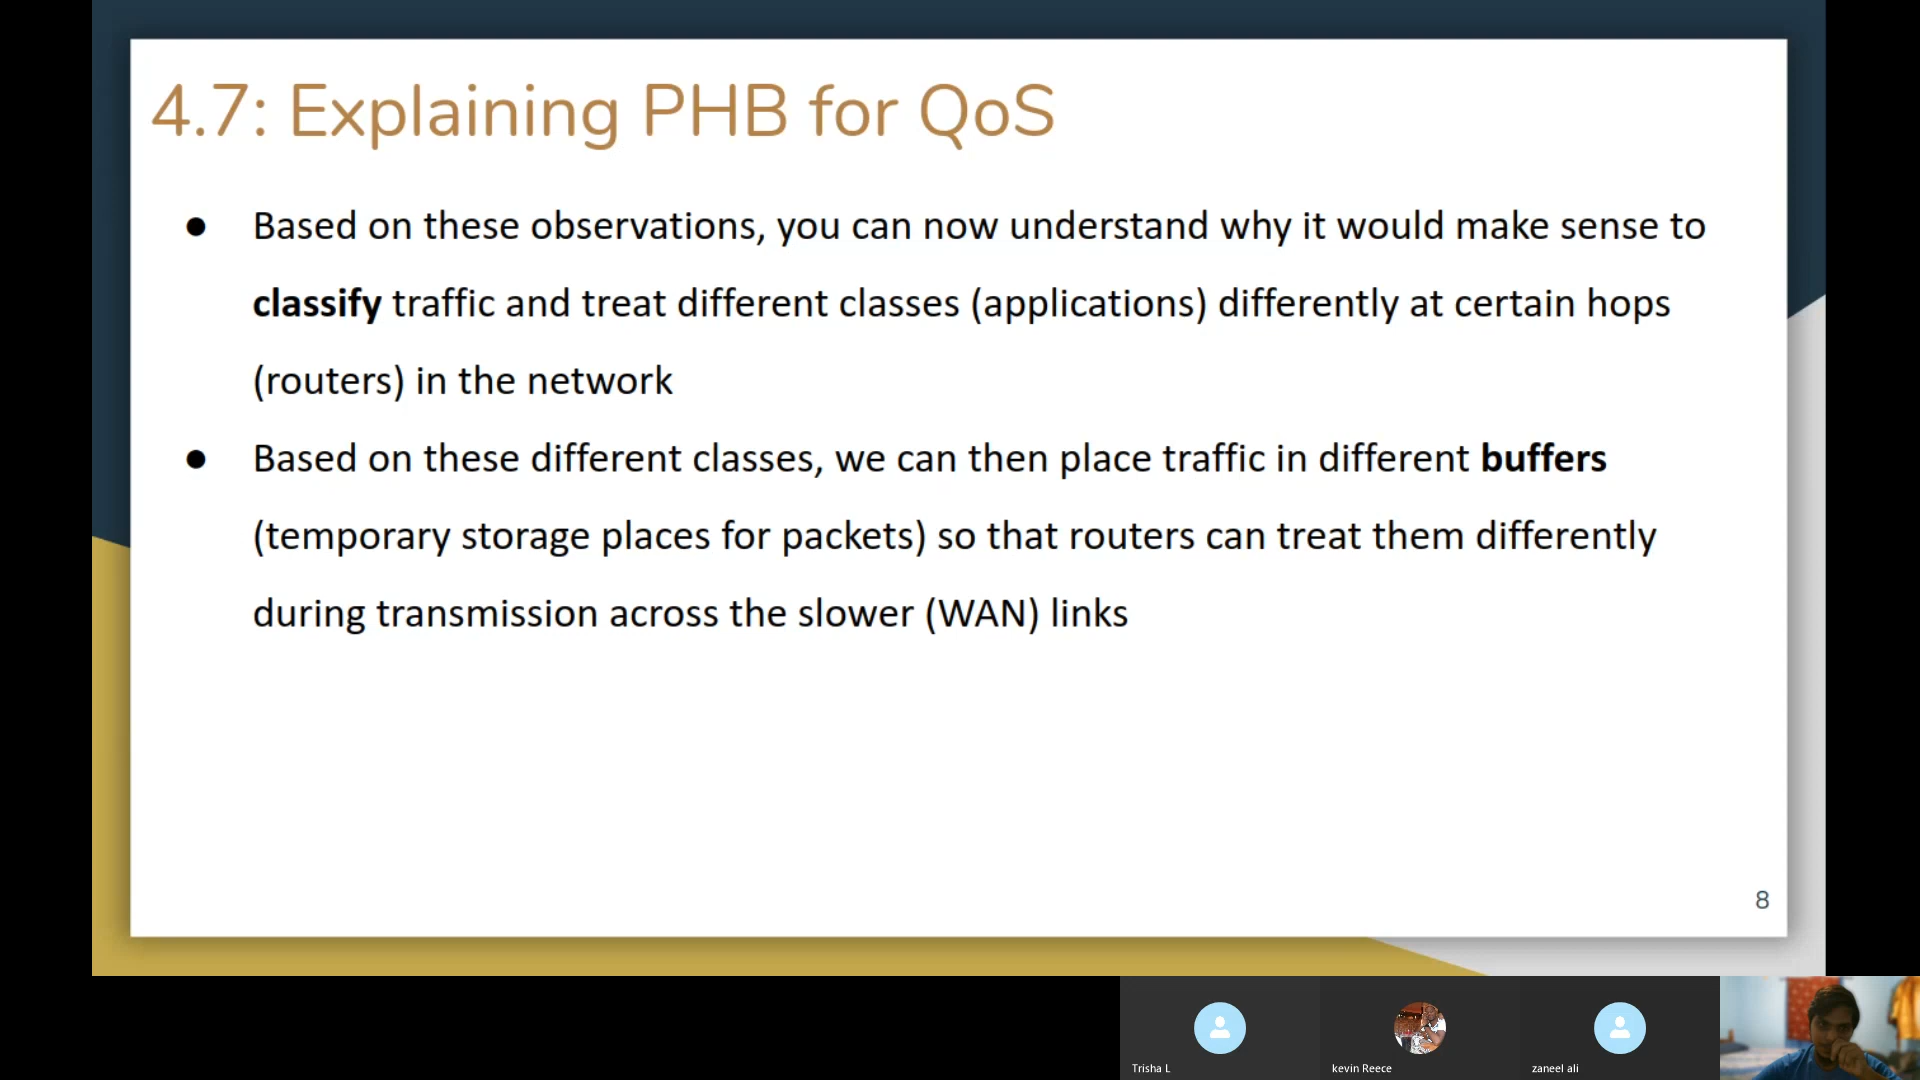 4.7: Explaining PHB for QoS
● Based on these observations, you can now understand why it would make sense to
classify traffic and treat different classes (applications) differently at certain hops
(routers) in the network
● Based on these different classes, we can then place traffic in different buffers
(temporary storage places for packets) so that routers can treat them differently
during transmission across the slower (WAN) links
8
Trisha L
kevin Reece
zaneel ali